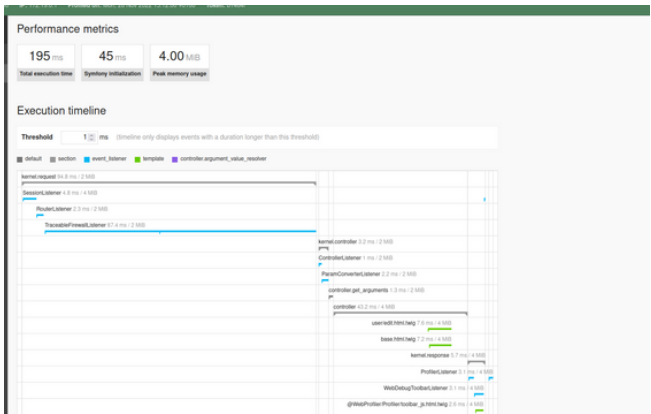 Performance metrics
195 ms
45 ms
4.00 MiB
Total execution time
Symfony initialization
Peak memory usage
Execution timeline
Threshold 1 ms (timeline only displays events with a duration longer than this threshold)
default section event_listener template controller.argument_value_resolver
kernel.request 94.8 ms / 2 MiB
SessionListener 4.8 ms / 4 MiB
RouterListener 2.3 ms / 2 MiB
TraceableFirewallListener 87.4 ms / 2 MiB
kernel.controller 3.2 ms / 2 MiB
ControllerListener 1 ms / 2 MiB
ParamConverterListener 2.2 ms / 2 MiB
controller.get_arguments 1.5 ms / 2 MiB
controller 43.2 ms / 4 MiB
user/edit.html.twig 7.6 ms / 4 MiB
base.html.twig 7.2 ms / 4 MiB
kernel.response 5.7 ms / 4 MiB
ProfilerListener 3.1 ms / 4 MiB
WebDebugToolbarListener 3.1 ms / 4 MiB
@WebProfiler/Profiler/toolbar_js.html.twig 2.6 ms / 4 MiB